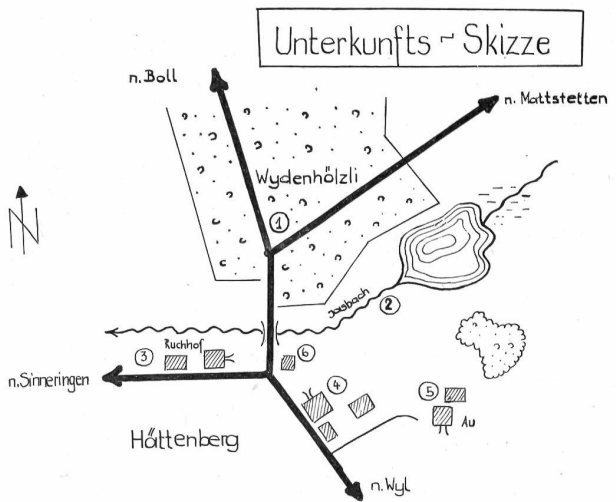 Unterkunfts ~ Skizze
n. Boll
n. Mattstetten
Wydenhölzli
1
N
2
3
Ruchhof
6
n. Sinneringen
4
5
Au
Hättenberg
n. Wyl